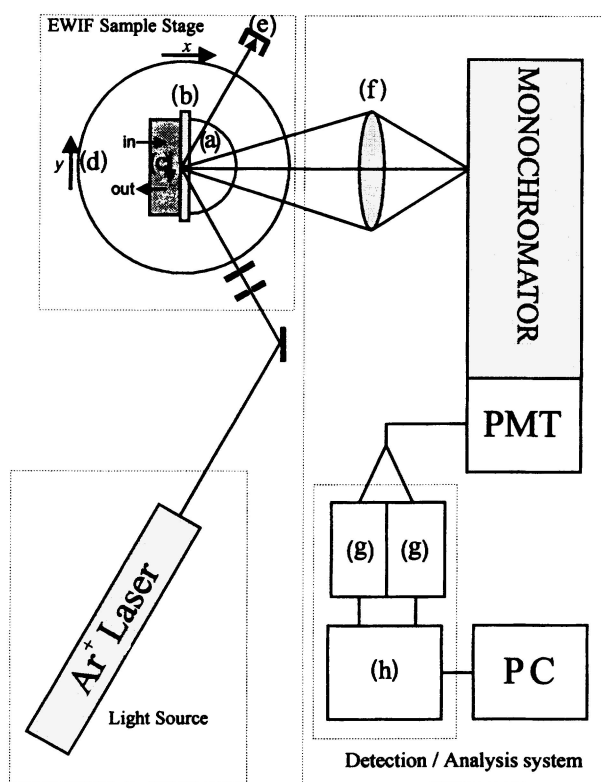 EWIF Sample Stage
(e)
x
(b)
(f)
(a)
in
y
(d)
(c)
out
MONOCHROMATOR
PMT
(g) (g)
Ar+ Laser
(h)
PC
Light Source
Detection / Analysis system